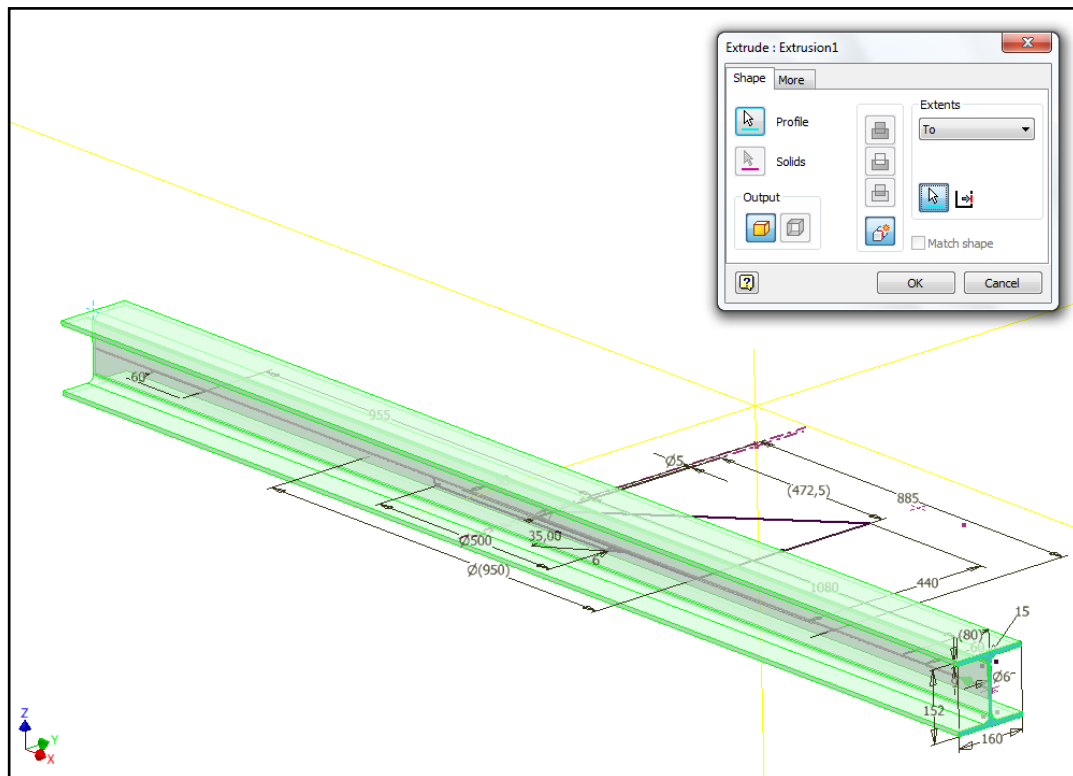 Extrude : Extrusion1
Shape
More
Profile
Solids
Output
Extents
To
Match shape
OK
Cancel
60
955
Ø5
(472,5)
885
Ø500
35,00
6
Ø(950)
1080
440
15
(80)
60
9
Ø6
152
160
Z
Y
X